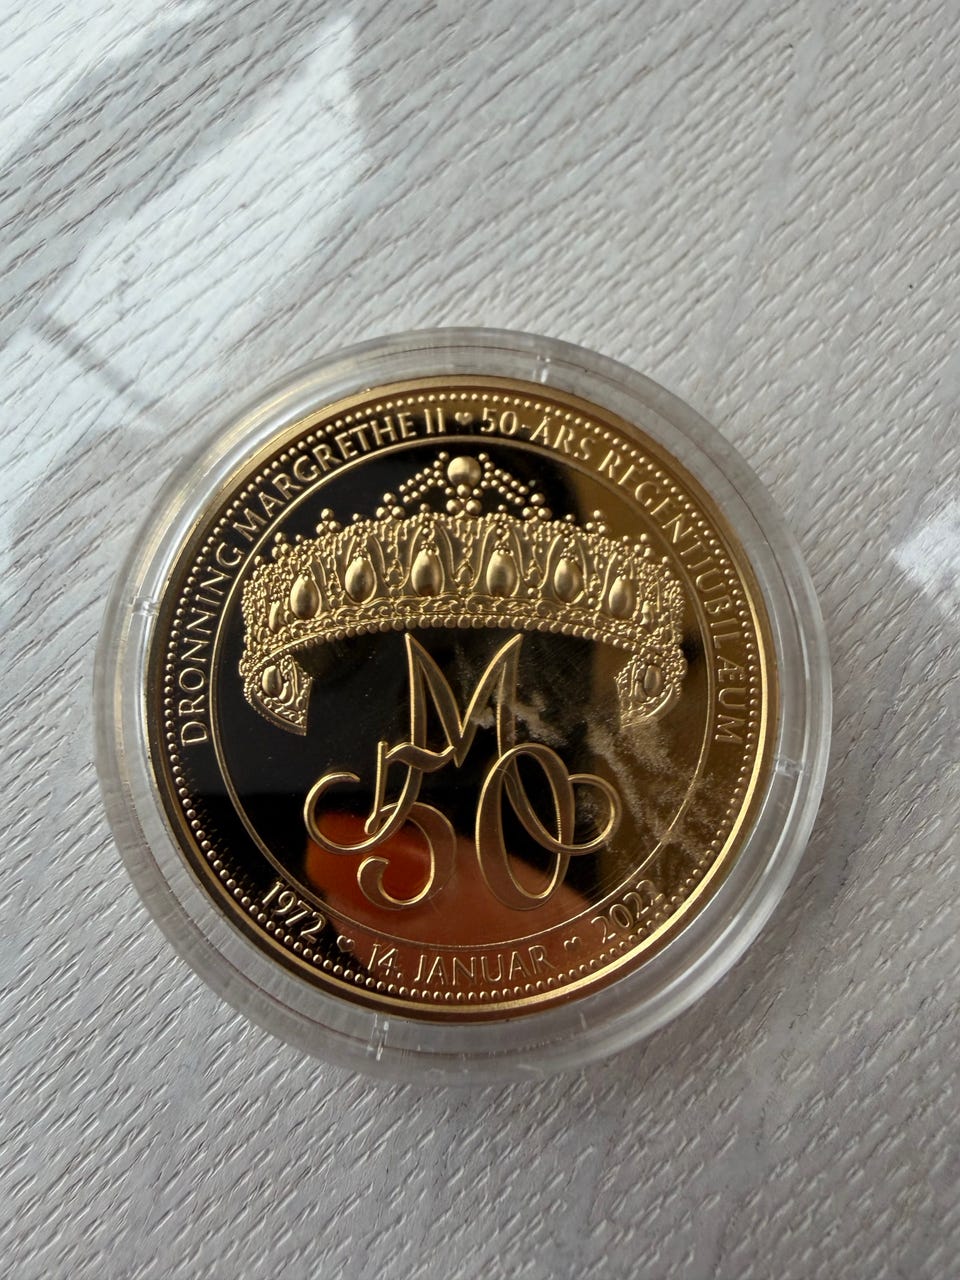 DRONNING MARGRETHE II ♥ 50-ÅRS REGENTJUBILÆUM
M
50
1972 ♥ 14. JANUAR ♥ 2022